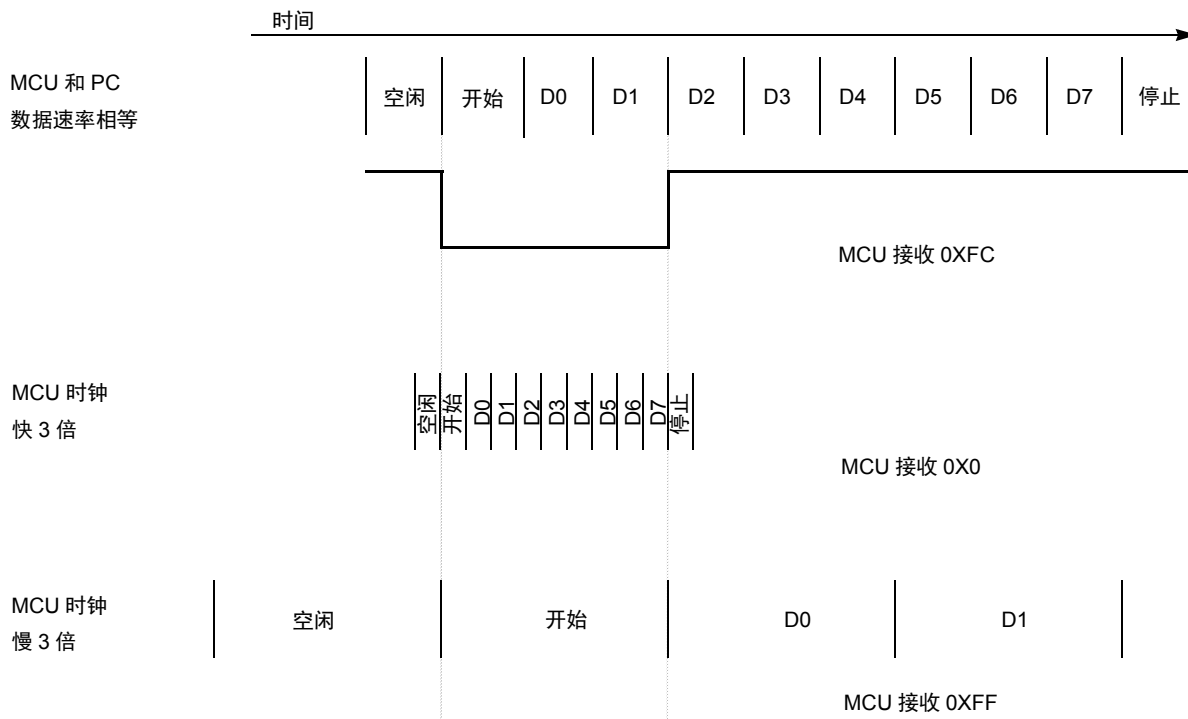 时间
MCU 和 PC
数据速率相等
空闲 开始 D0 D1 D2 D3 D4 D5 D6 D7 停止
MCU 接收 0XFC
MCU 时钟
快 3 倍
空闲 开始 D0 D1 D2 D3 D4 D5 D6 D7 停止
MCU 接收 0X0
MCU 时钟
慢 3 倍
空闲 开始 D0 D1
MCU 接收 0XFF